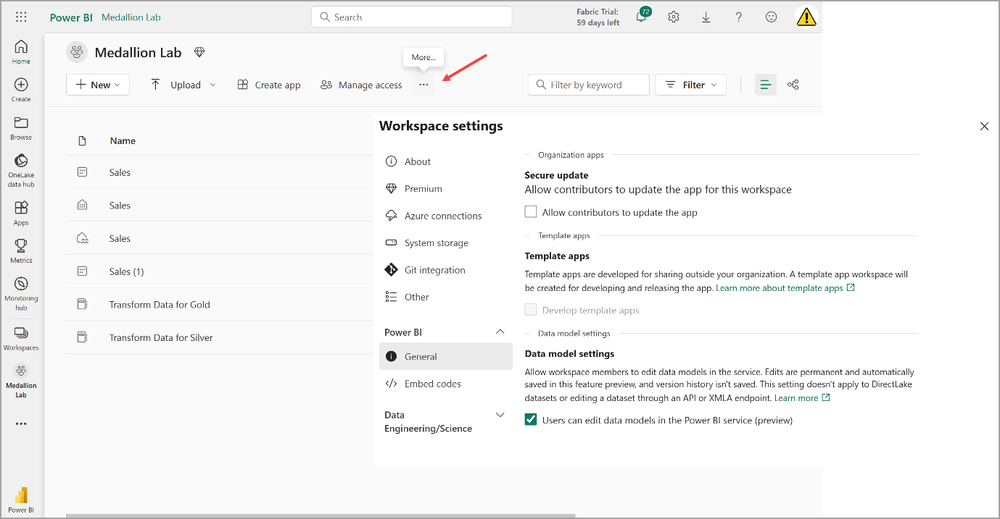 Power BI Medallion Lab
Search
Fabric Trial:
59 days left
72
Home
Create
Browse
OneLake
data hub
Apps
Metrics
Monitoring
hub
Workspaces
Medallion
Lab
Power BI
Medallion Lab
More...
New
Upload
Create app
Manage access
Filter by keyword
Filter
Name
Sales
Sales
Sales
Sales (1)
Transform Data for Gold
Transform Data for Silver
Workspace settings
About
Premium
Azure connections
System storage
Git integration
Other
Power BI
General
Embed codes
Data
Engineering/Science
Organization apps
Secure update
Allow contributors to update the app for this workspace
Allow contributors to update the app
Template apps
Template apps
Template apps are developed for sharing outside your organization. A template app workspace will
be created for developing and releasing the app. Learn more about template apps
Develop template apps
Data model settings
Data model settings
Allow workspace members to edit data models in the service. Edits are permanent and automatically
saved in this feature preview, and version history isn't saved. This setting doesn't apply to DirectLake
datasets or editing a dataset through an API or XMLA endpoint. Learn more
Users can edit data models in the Power BI service (preview)